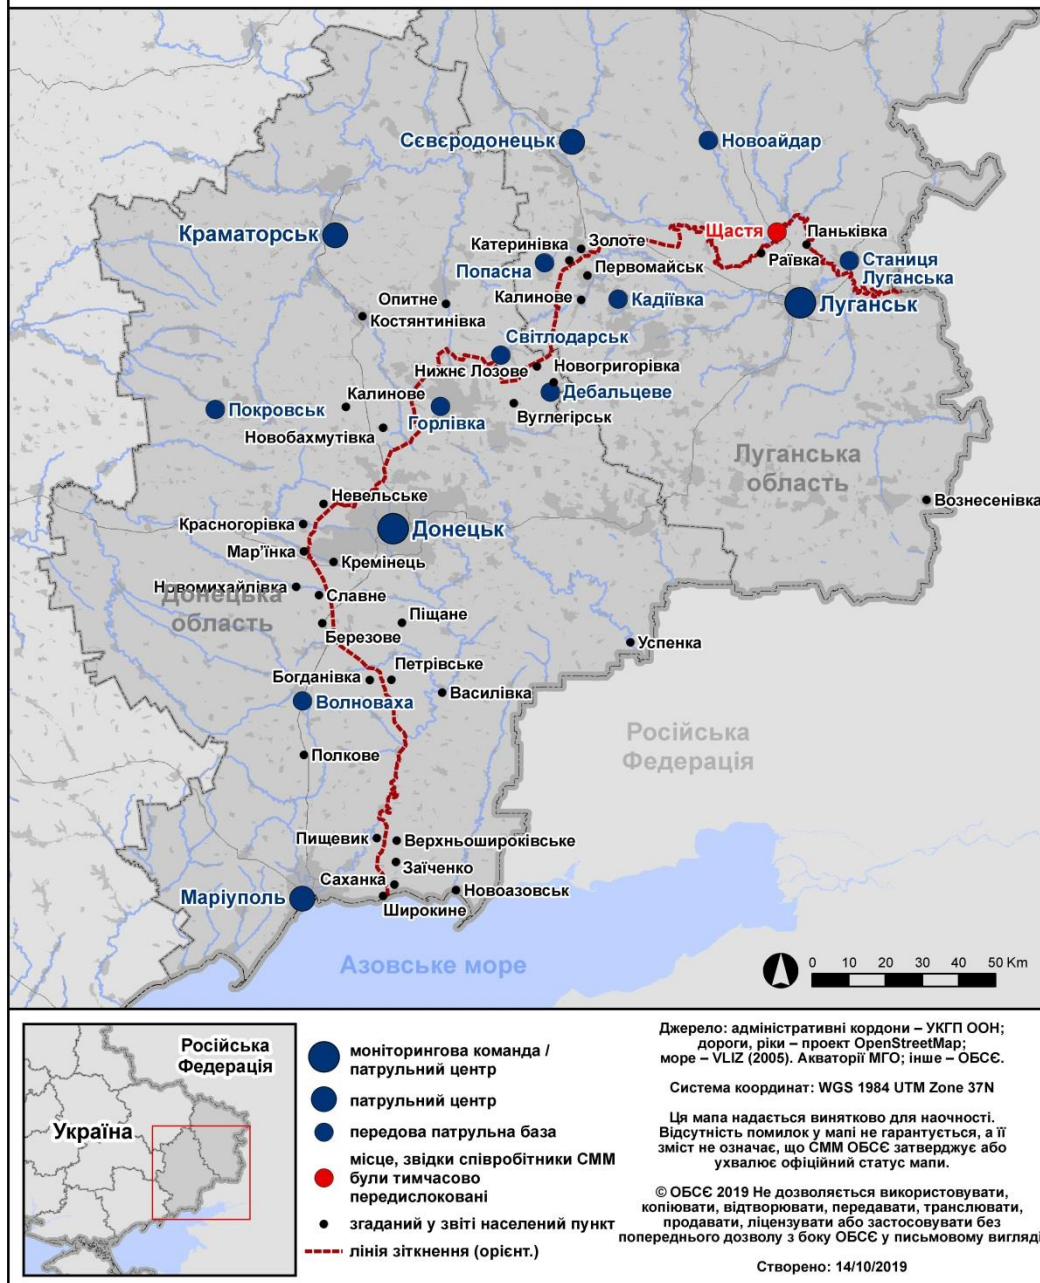 Сєвєродонецьк
Новоайдар
Щастя
Паньківка
Краматорськ
Катеринівка
Золоте
Раївка
Станиця
Луганська
Попасна
Первомайськ
Опитне
Калинове
Кадіївка
Луганськ
Костянтинівка
Світлодарськ
Нижнє Лозове
Новогригорівка
Калинове
Дебальцеве
Покровськ
Горлівка
Вуглегірськ
Новобахмутівка
Луганська
область
Невельське
Вознесенівка
Красногорівка
Донецьк
Мар’їнка
Кремінець
Новомихайлівка
Славне
Донецька
область
Піщане
Березове
Успенка
Петрівське
Богданівка
Василівка
Волноваха
Російська
Федерація
Полкове
Пищевик
Верхньошироківське
Заїченко
Саханка
Новоазовськ
Маріуполь
Широкине
Азовське море
0 10 20 30 40 50 Км
Російська
Федерація
Україна
моніторингова команда /
патрульний центр
патрульний центр
передова патрульна база
місце, звідки співробітники СММ
були тимчасово
передислоковані
згаданий у звіті населений пункт
лінія зіткнення (орієнт.)
Джерело: адміністративні кордони – УКГП ООН;
дороги, ріки – проект OpenStreetMap;
море – VLIZ (2005). Акваторії МГО; інше – ОБСЄ.
Система координат: WGS 1984 UTM Zone 37N
Ця мапа надається винятково для наочності.
Відсутність помилок у мапі не гарантується, а її
зміст не означає, що СММ ОБСЄ затверджує або
ухвалює офіційний статус мапи.
© ОБСЄ 2019 Не дозволяється використовувати,
копіювати, відтворювати, передавати, транслювати,
продавати, ліцензувати або застосовувати без
попереднього дозволу з боку ОБСЄ у письмовому вигляді
Створено: 14/10/2019